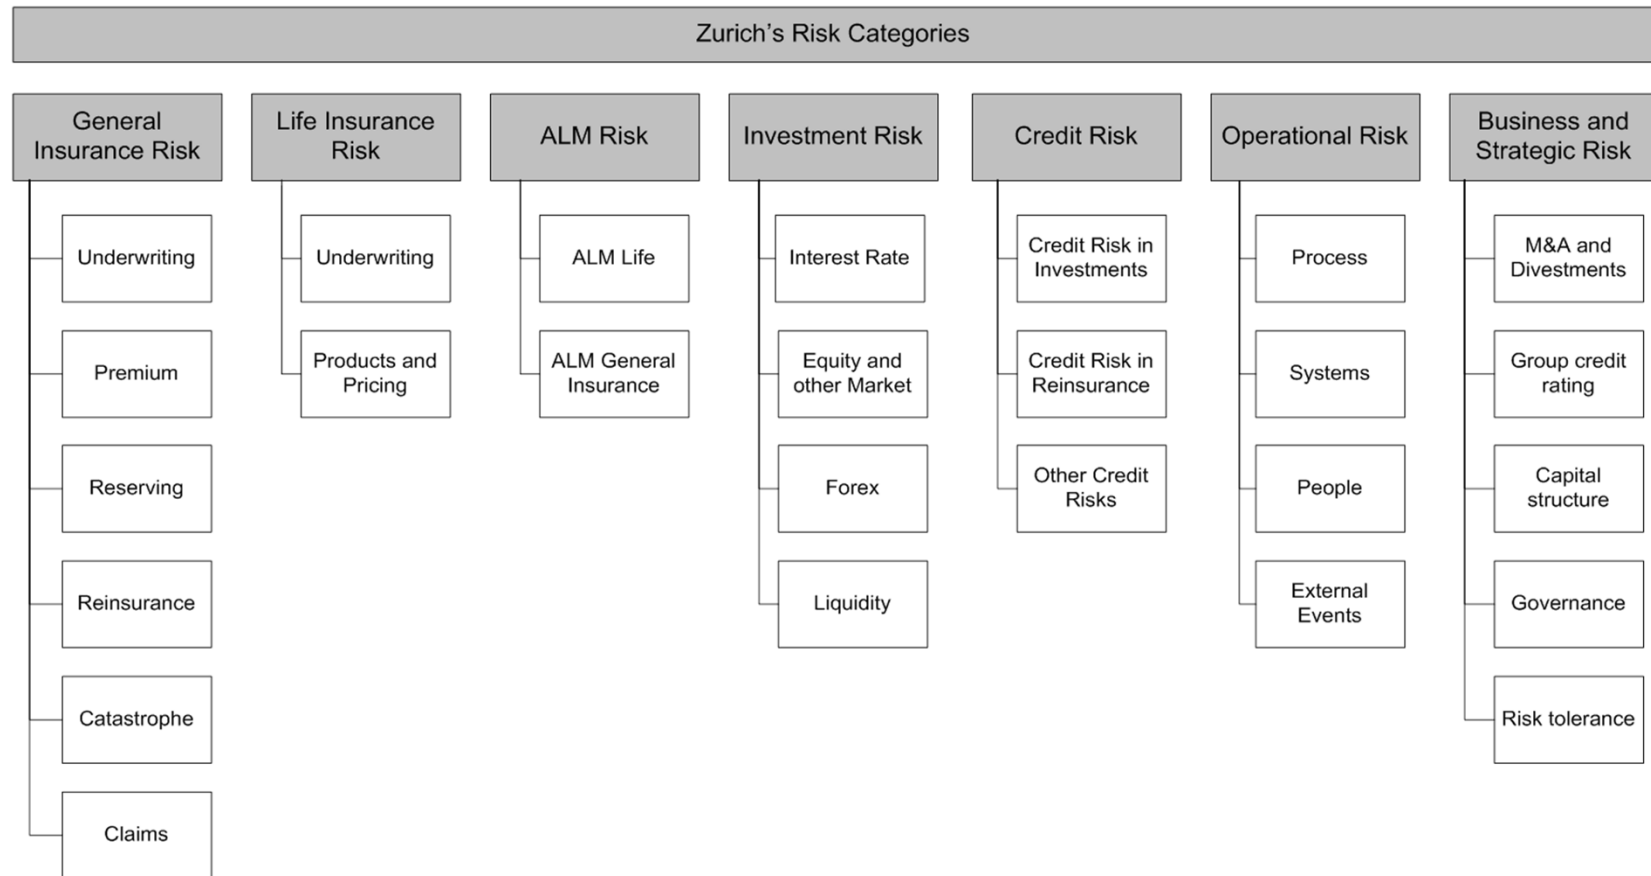 Zurich's Risk Categories
General
Insurance Risk
Underwriting
Premium
Reserving
Reinsurance
Catastrophe
Claims
Life Insurance
Risk
Underwriting
Products and
Pricing
ALM Risk
ALM Life
ALM General
Insurance
Investment Risk
Interest Rate
Equity and
other Market
Forex
Liquidity
Credit Risk
Credit Risk in
Investments
Credit Risk in
Reinsurance
Other Credit
Risks
Operational Risk
Process
Systems
People
External
Events
Business and
Strategic Risk
M&A and
Divestments
Group credit
rating
Capital
structure
Governance
Risk tolerance